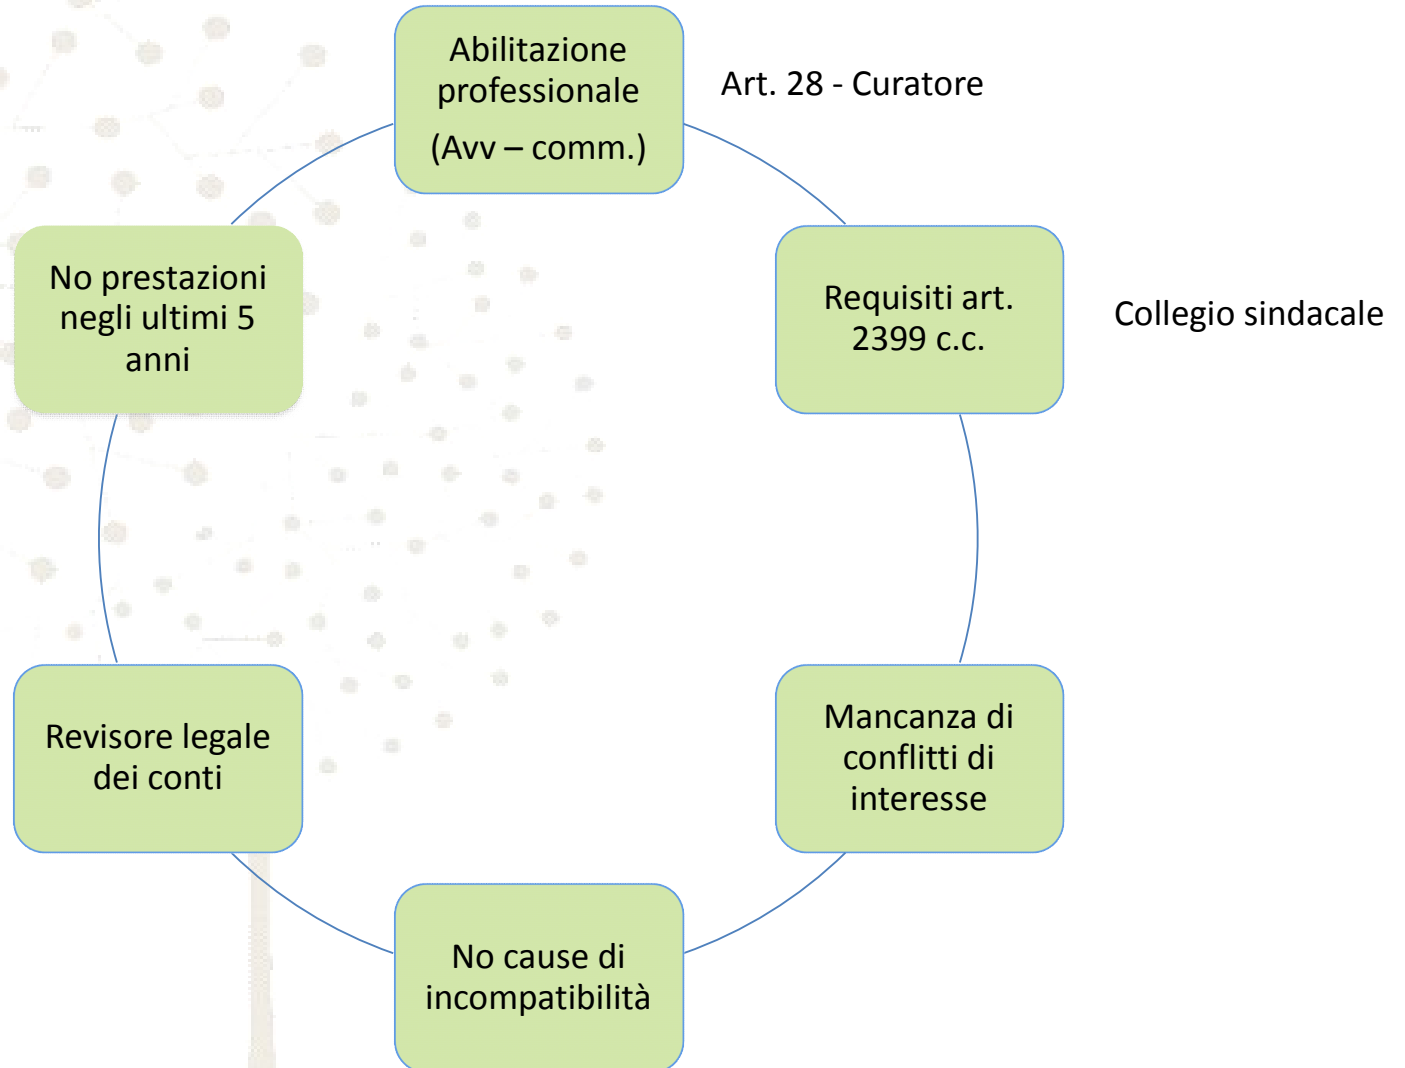 Abilitazione
professionale
(Avv – comm.)
Art. 28 - Curatore
Requisiti art.
2399 c.c.
Collegio sindacale
Mancanza di
conflitti di
interesse
No cause di
incompatibilità
Revisore legale
dei conti
No prestazioni
negli ultimi 5
anni